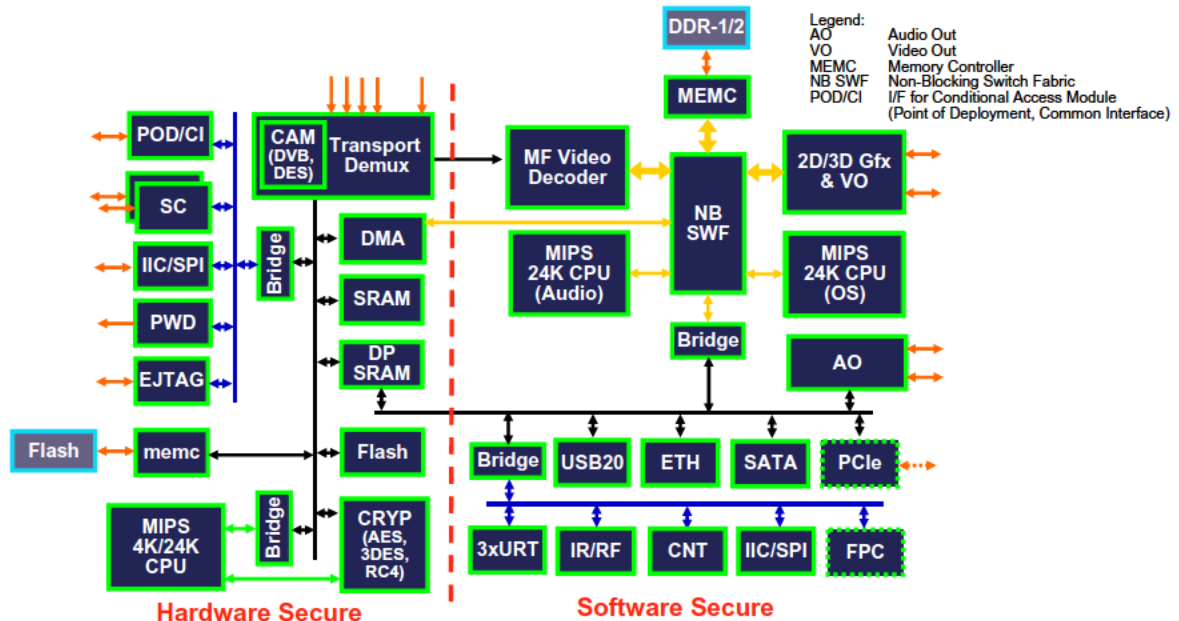 DDR-1/2
Legend:
AO Audio Out
VO Video Out
MEMC Memory Controller
NB SWF Non-Blocking Switch Fabric
POD/CI I/F for Conditional Access Module
(Point of Deployment, Common Interface)
MEMC
POD/CI
CAM
(DVB,
DES)
Transport
Demux
MF Video
Decoder
2D/3D Gfx
& VO
SC
NB
SWF
DMA
IIC/SPI
Bridge
MIPS
24K CPU
(Audio)
MIPS
24K CPU
(OS)
SRAM
PWD
Bridge
DP
SRAM
AO
EJTAG
Flash
memc
Flash
Bridge
USB20
ETH
SATA
PCIe
MIPS
4K/24K
CPU
Bridge
CRYP
(AES,
3DES,
RC4)
3xURT
IR/RF
CNT
IIC/SPI
FPC
Hardware Secure
Software Secure